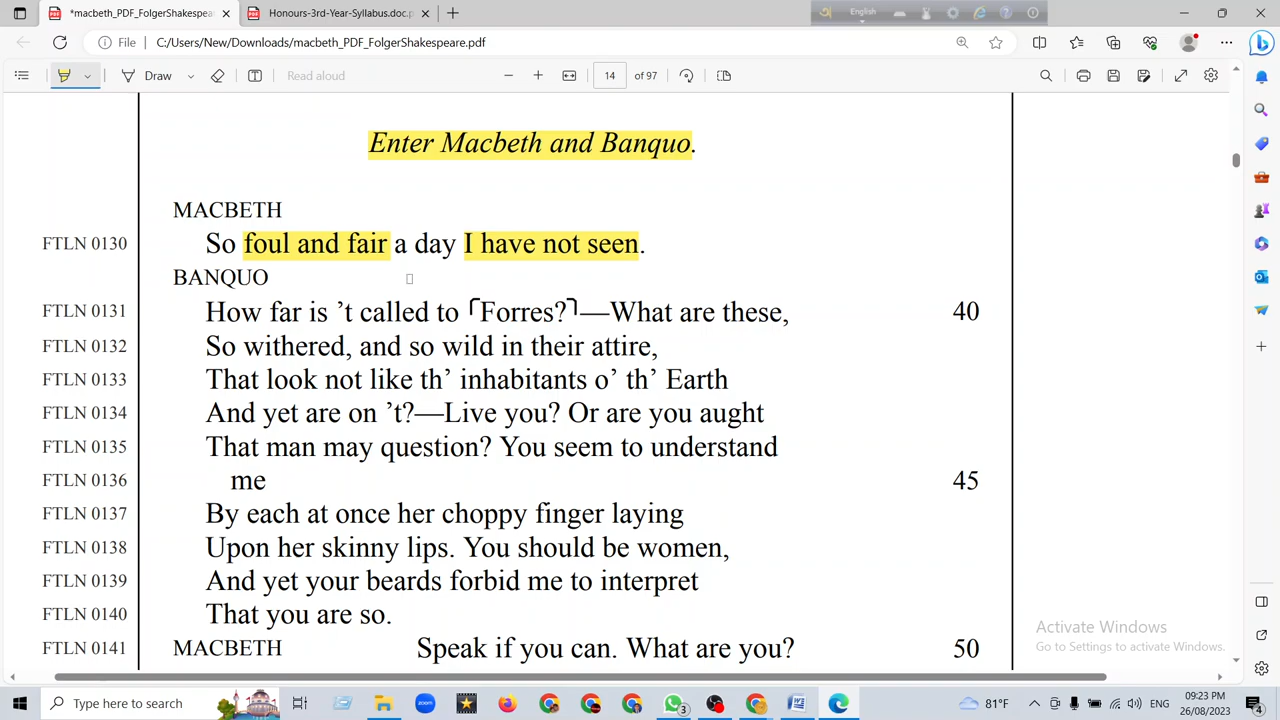 *macbeth_PDF_FolgerShakespeare
Honours-3rd-Year-Syllabus.doc.p
English
File
C:/Users/New/Downloads/macbeth_PDF_FolgerShakespeare.pdf
Draw
Read aloud
14 of 97
Enter Macbeth and Banquo.
MACBETH
FTLN 0130 So foul and fair a day I have not seen.
BANQUO
FTLN 0131 How far is ’t called to ⌜Forres?⌝—What are these, 40
FTLN 0132 So withered, and so wild in their attire,
FTLN 0133 That look not like th’ inhabitants o’ th’ Earth
FTLN 0134 And yet are on ’t?—Live you? Or are you aught
FTLN 0135 That man may question? You seem to understand
FTLN 0136 me 45
FTLN 0137 By each at once her choppy finger laying
FTLN 0138 Upon her skinny lips. You should be women,
FTLN 0139 And yet your beards forbid me to interpret
FTLN 0140 That you are so.
FTLN 0141 MACBETH Speak if you can. What are you? 50
Activate Windows
Go to Settings to activate Windows.
Type here to search
81°F
ENG
09:23 PM
26/08/2023